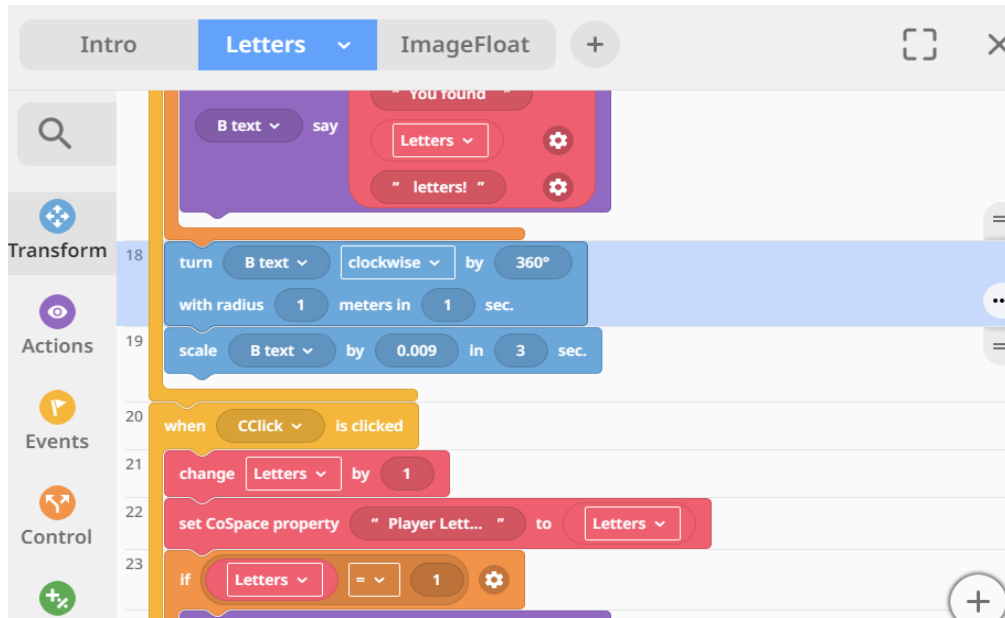 Intro Letters ImageFloat +
" You found "
B text say
Letters
" letters! "
Transform
18 turn B text clockwise by 360°
with radius 1 meters in 1 sec.
Actions
19 scale B text by 0.009 in 3 sec.
Events
20 when CClick is clicked
21 change Letters by 1
Control
22 set CoSpace property " Player Lett... " to Letters
23 if Letters = 1